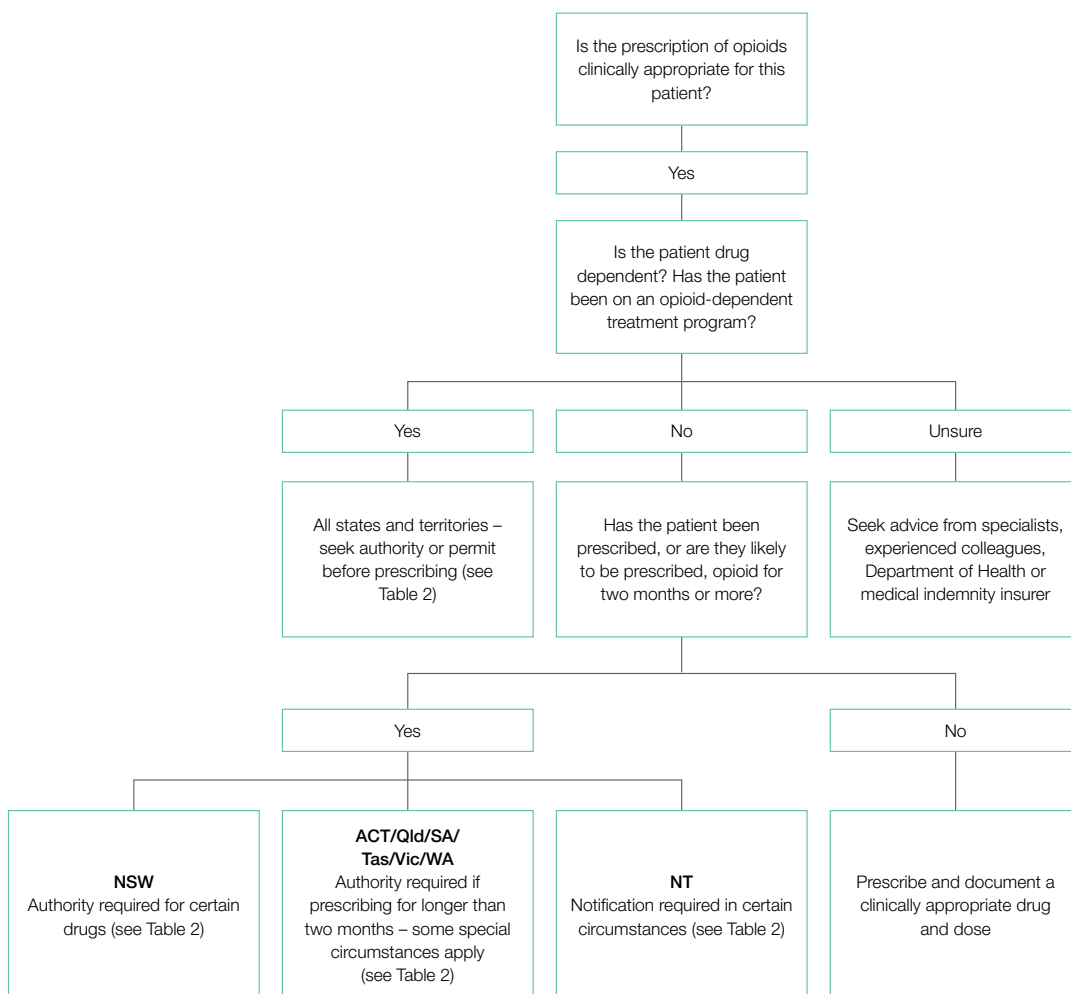 Is the prescription of opioids
clinically appropriate for this
patient?
Yes
Is the patient drug
dependent? Has the patient
been on an opioid-dependent
treatment program?
Yes
No
Unsure
All states and territories –
seek authority or permit
before prescribing (see
Table 2)
Has the patient been
prescribed, or are they likely
to be prescribed, opioid for
two months or more?
Seek advice from specialists,
experienced colleagues,
Department of Health or
medical indemnity insurer
Yes
No
NSW
Authority required for certain
drugs (see Table 2)
ACT/Qld/SA/
Tas/Vic/WA
Authority required if
prescribing for longer than
two months – some special
circumstances apply
(see Table 2)
NT
Notification required in certain
circumstances (see Table 2)
Prescribe and document a
clinically appropriate drug
and dose